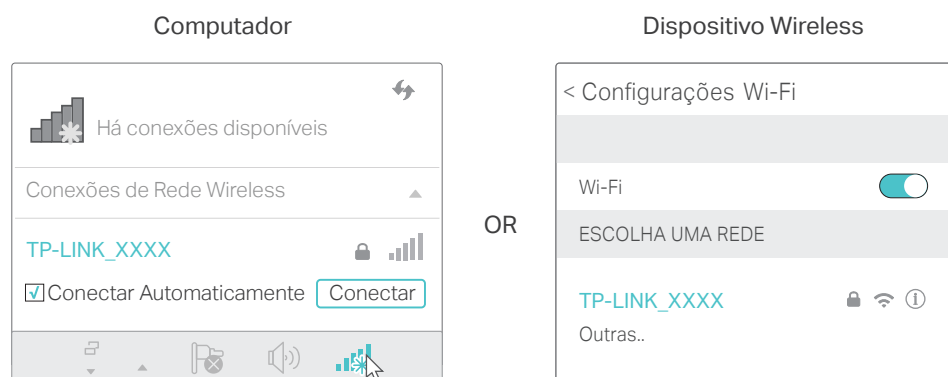 Computador
Há conexões disponíveis
Conexões de Rede Wireless
TP-LINK_XXXX
Conectar Automaticamente Conectar
OR
Dispositivo Wireless
< Configurações Wi-Fi
Wi-Fi
ESCOLHA UMA REDE
TP-LINK_XXXX
Outras..